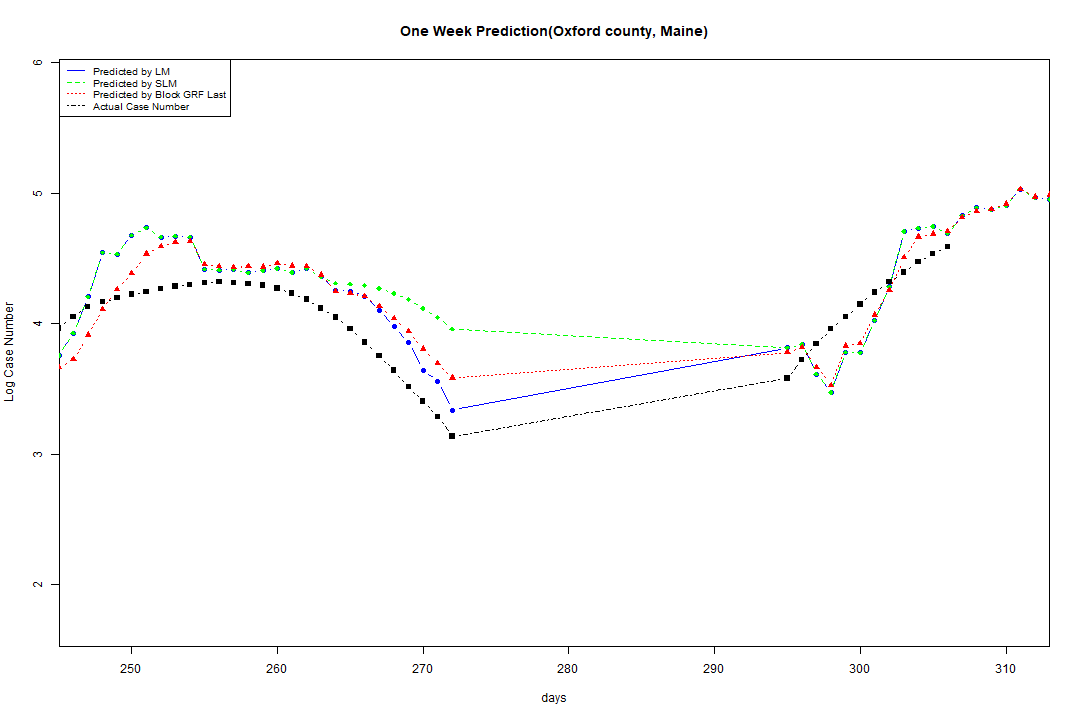 One Week Prediction(Oxford county, Maine)
Predicted by LM
Predicted by SLM
Predicted by Block GRF Last
Actual Case Number
Log Case Number
6
5
4
3
2
250 260 270 280 290 300 310
days